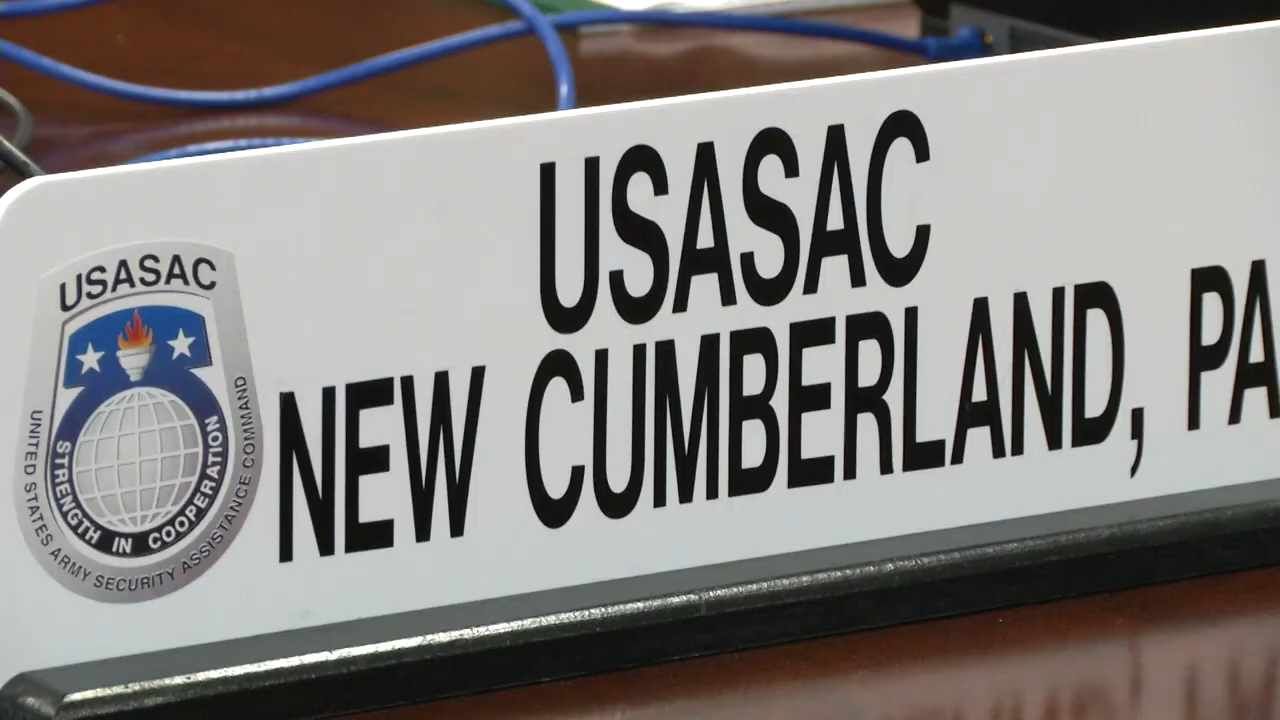 USASAC
NEW CUMBERLAND, PA
USASAC
STRENGTH IN COOPERATION
UNITED STATES ARMY SECURITY ASSISTANCE COMMAND